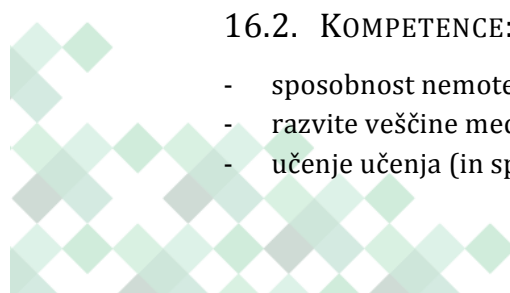 16.2. KOMPETENCE:
- sposobnost
- razvite veščine
- učenje učenja (in